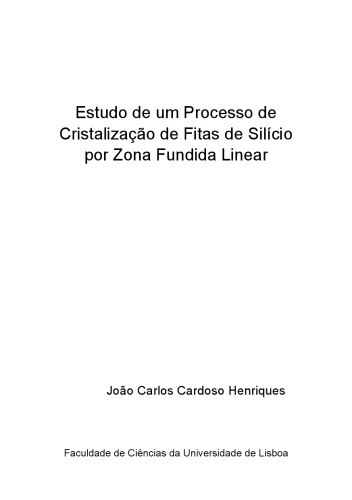 Estudo de um Processo de
Cristalização de Fitas de Silício
por Zona Fundida Linear
João Carlos Cardoso Henriques
Faculdade de Ciências da Universidade de Lisboa